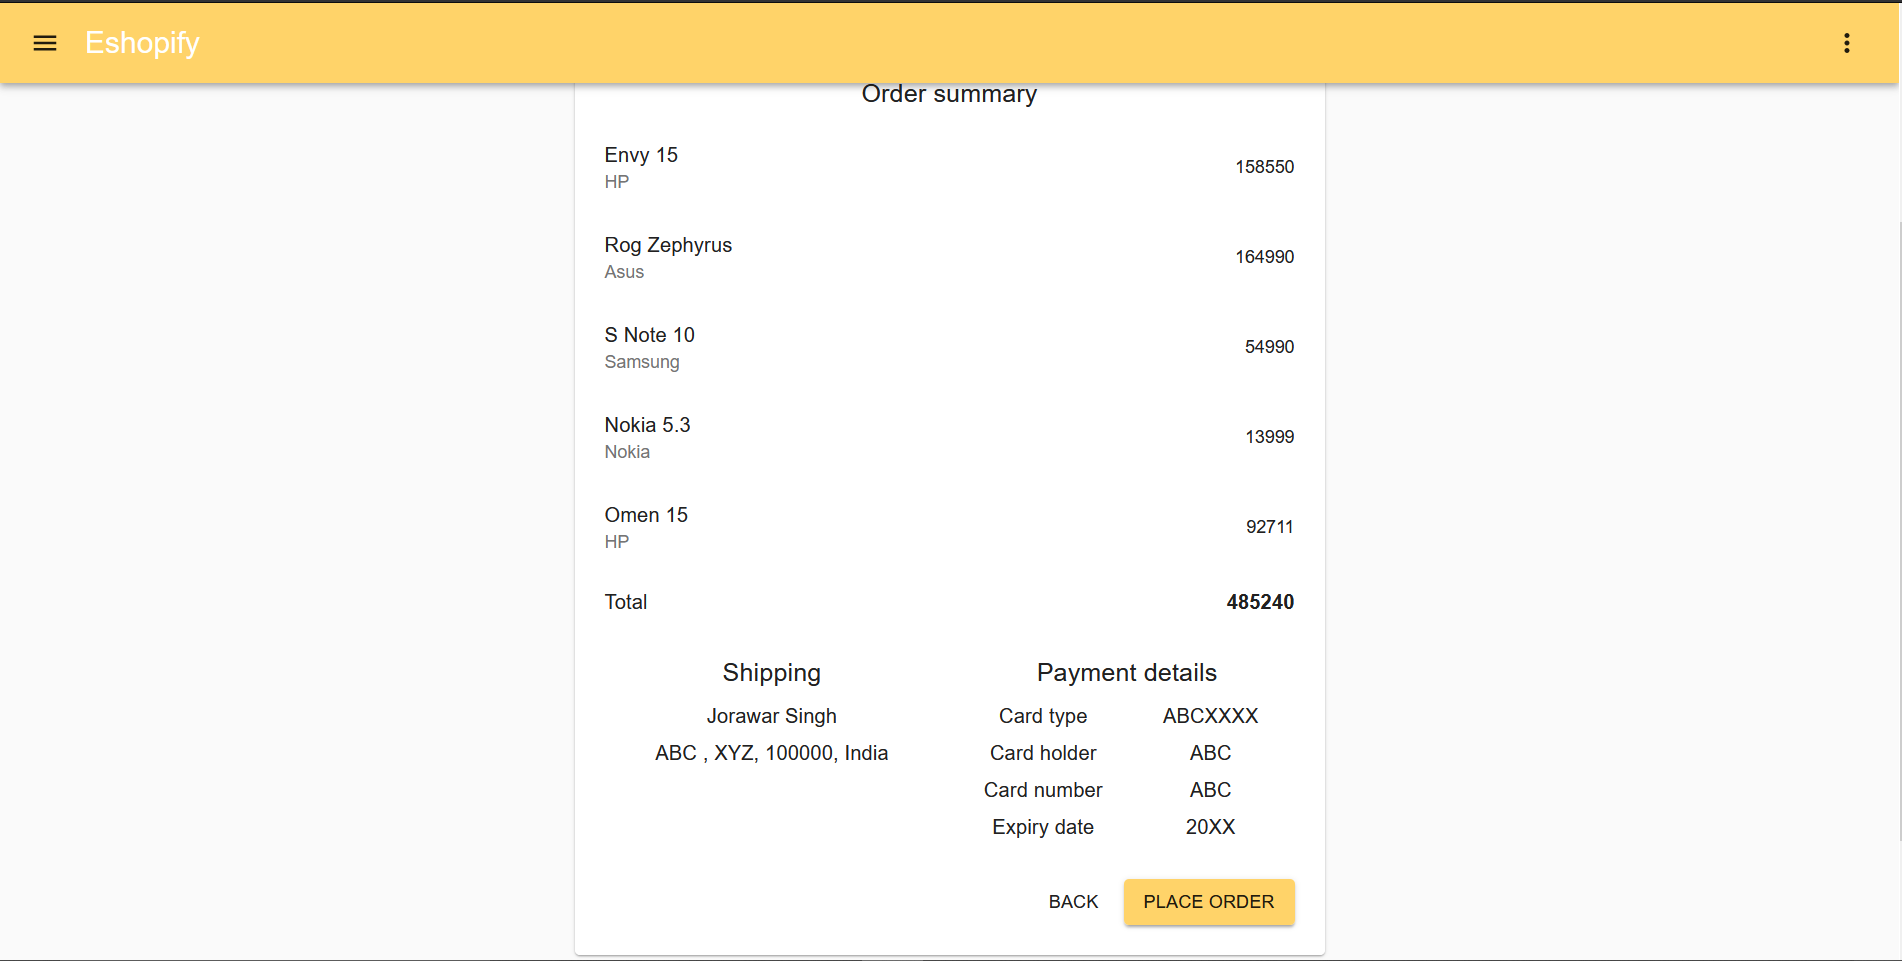 Eshopify
Order summary
Envy 15
HP
158550
Rog Zephyrus
Asus
164990
S Note 10
Samsung
54990
Nokia 5.3
Nokia
13999
Omen 15
HP
92711
Total 485240
Shipping
Jorawar Singh
ABC , XYZ, 100000, India
Payment details
Card type ABCXXXX
Card holder ABC
Card number ABC
Expiry date 20XX
BACK PLACE ORDER